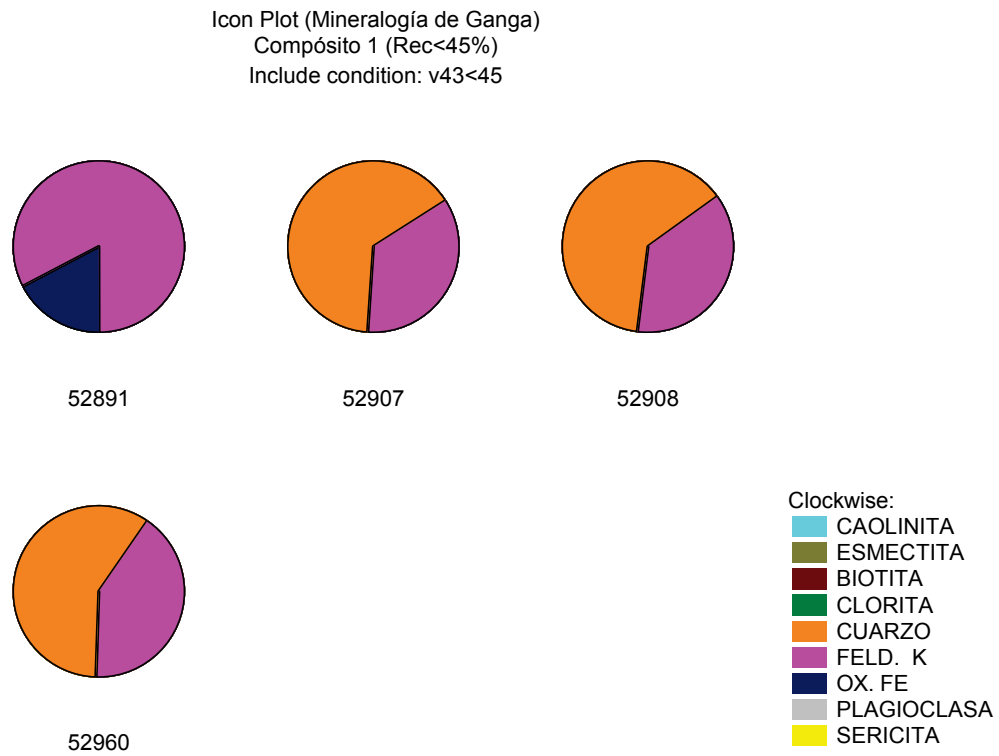 Icon Plot (Mineralogía de Ganga)
Compósito 1 (Rec<45%)
Include condition: v43<45
52891
52907
52908
52960
Clockwise:
CAOLINITA
ESMECTITA
BIOTITA
CLORITA
CUARZO
FELD. K
OX. FE
PLAGIOCLASA
SERICITA